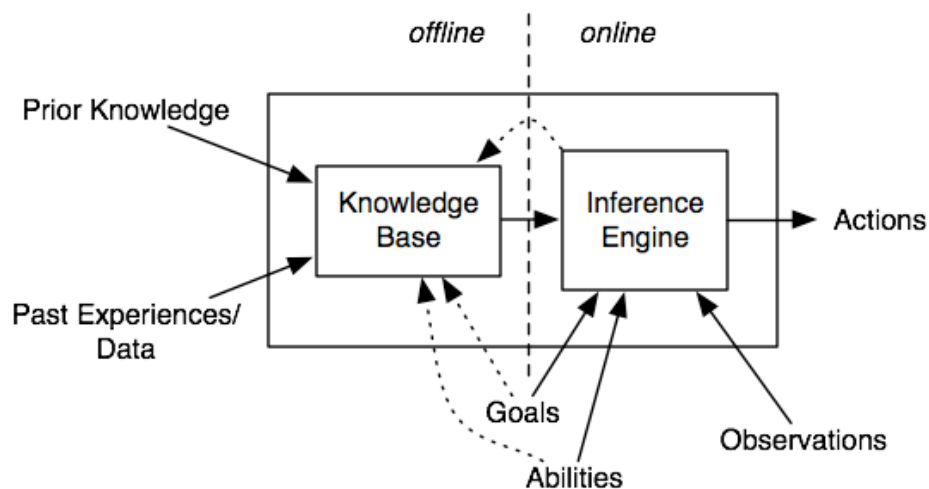 offline
online
Prior Knowledge
Knowledge
Base
Inference
Engine
Actions
Past Experiences/
Data
Goals
Observations
Abilities